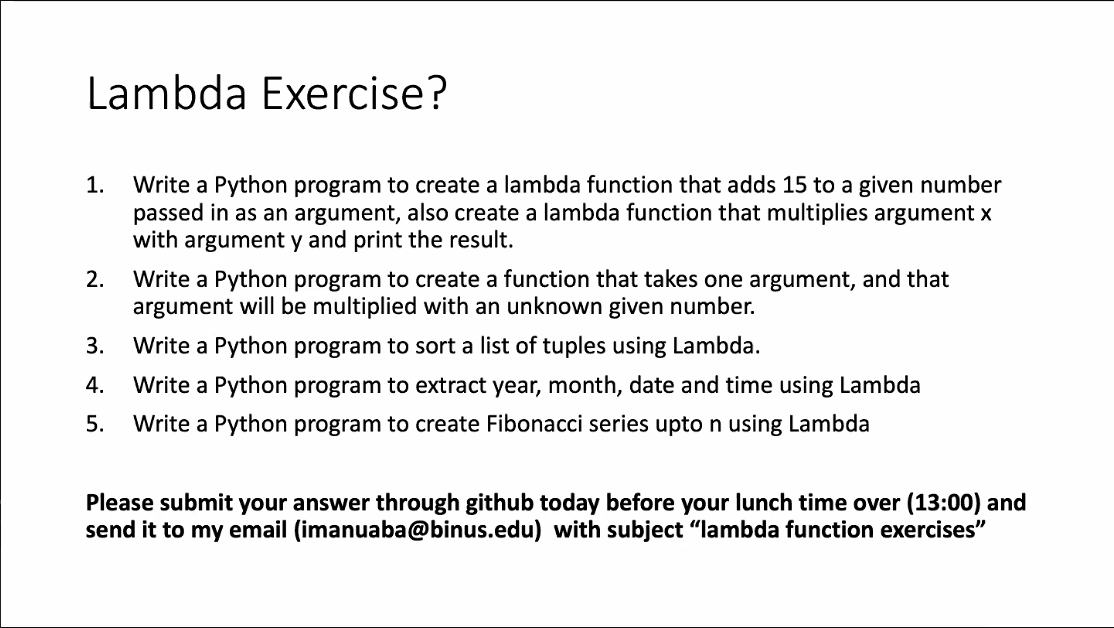 Lambda Exercise?
1. Write a Python program to create a lambda function that adds 15 to a given number
passed in as an argument, also create a lambda function that multiplies argument x
with argument y and print the result.
2. Write a Python program to create a function that takes one argument, and that
argument will be multiplied with an unknown given number.
3. Write a Python program to sort a list of tuples using Lambda.
4. Write a Python program to extract year, month, date and time using Lambda
5. Write a Python program to create Fibonacci series upto n using Lambda
Please submit your answer through github today before your lunch time over (13:00) and
send it to my email (imanuaba@binus.edu)  with subject “lambda function exercises”